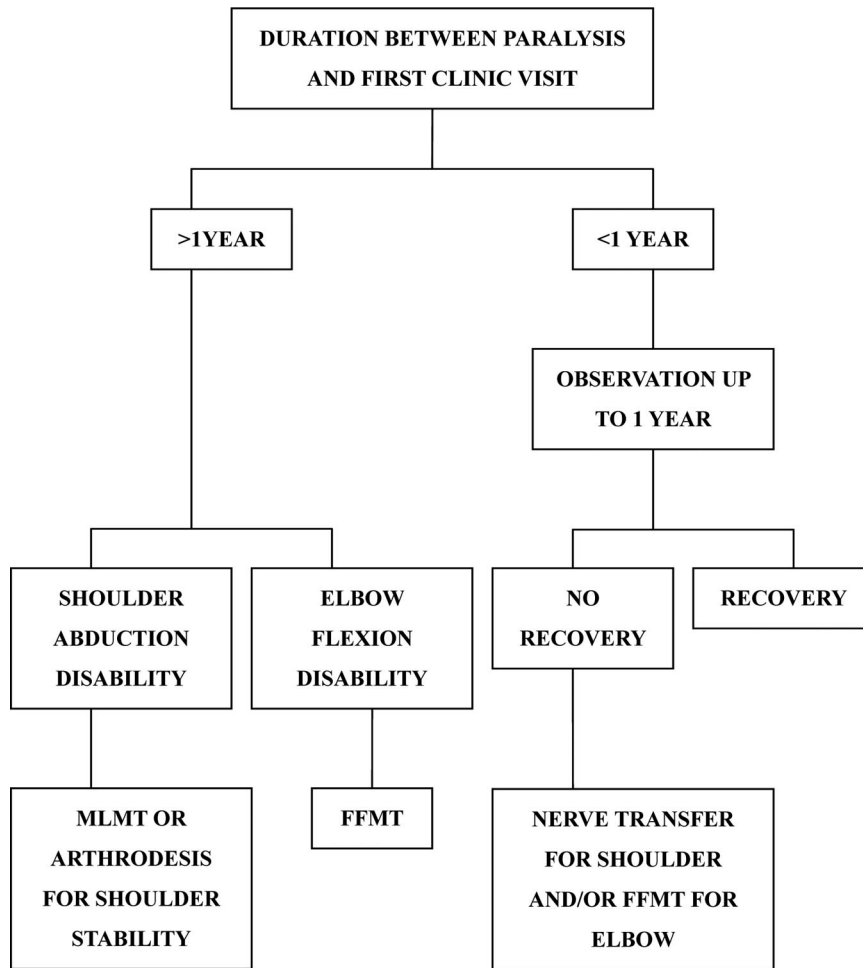 DURATION BETWEEN PARALYSIS
AND FIRST CLINIC VISIT
>1YEAR
<1 YEAR
OBSERVATION UP
TO 1 YEAR
SHOULDER
ABDUCTION
DISABILITY
ELBOW
FLEXION
DISABILITY
NO
RECOVERY
RECOVERY
MLMT OR
ARTHRODESIS
FOR SHOULDER
STABILITY
FFMT
NERVE TRANSFER
FOR SHOULDER
AND/OR FFMT FOR
ELBOW